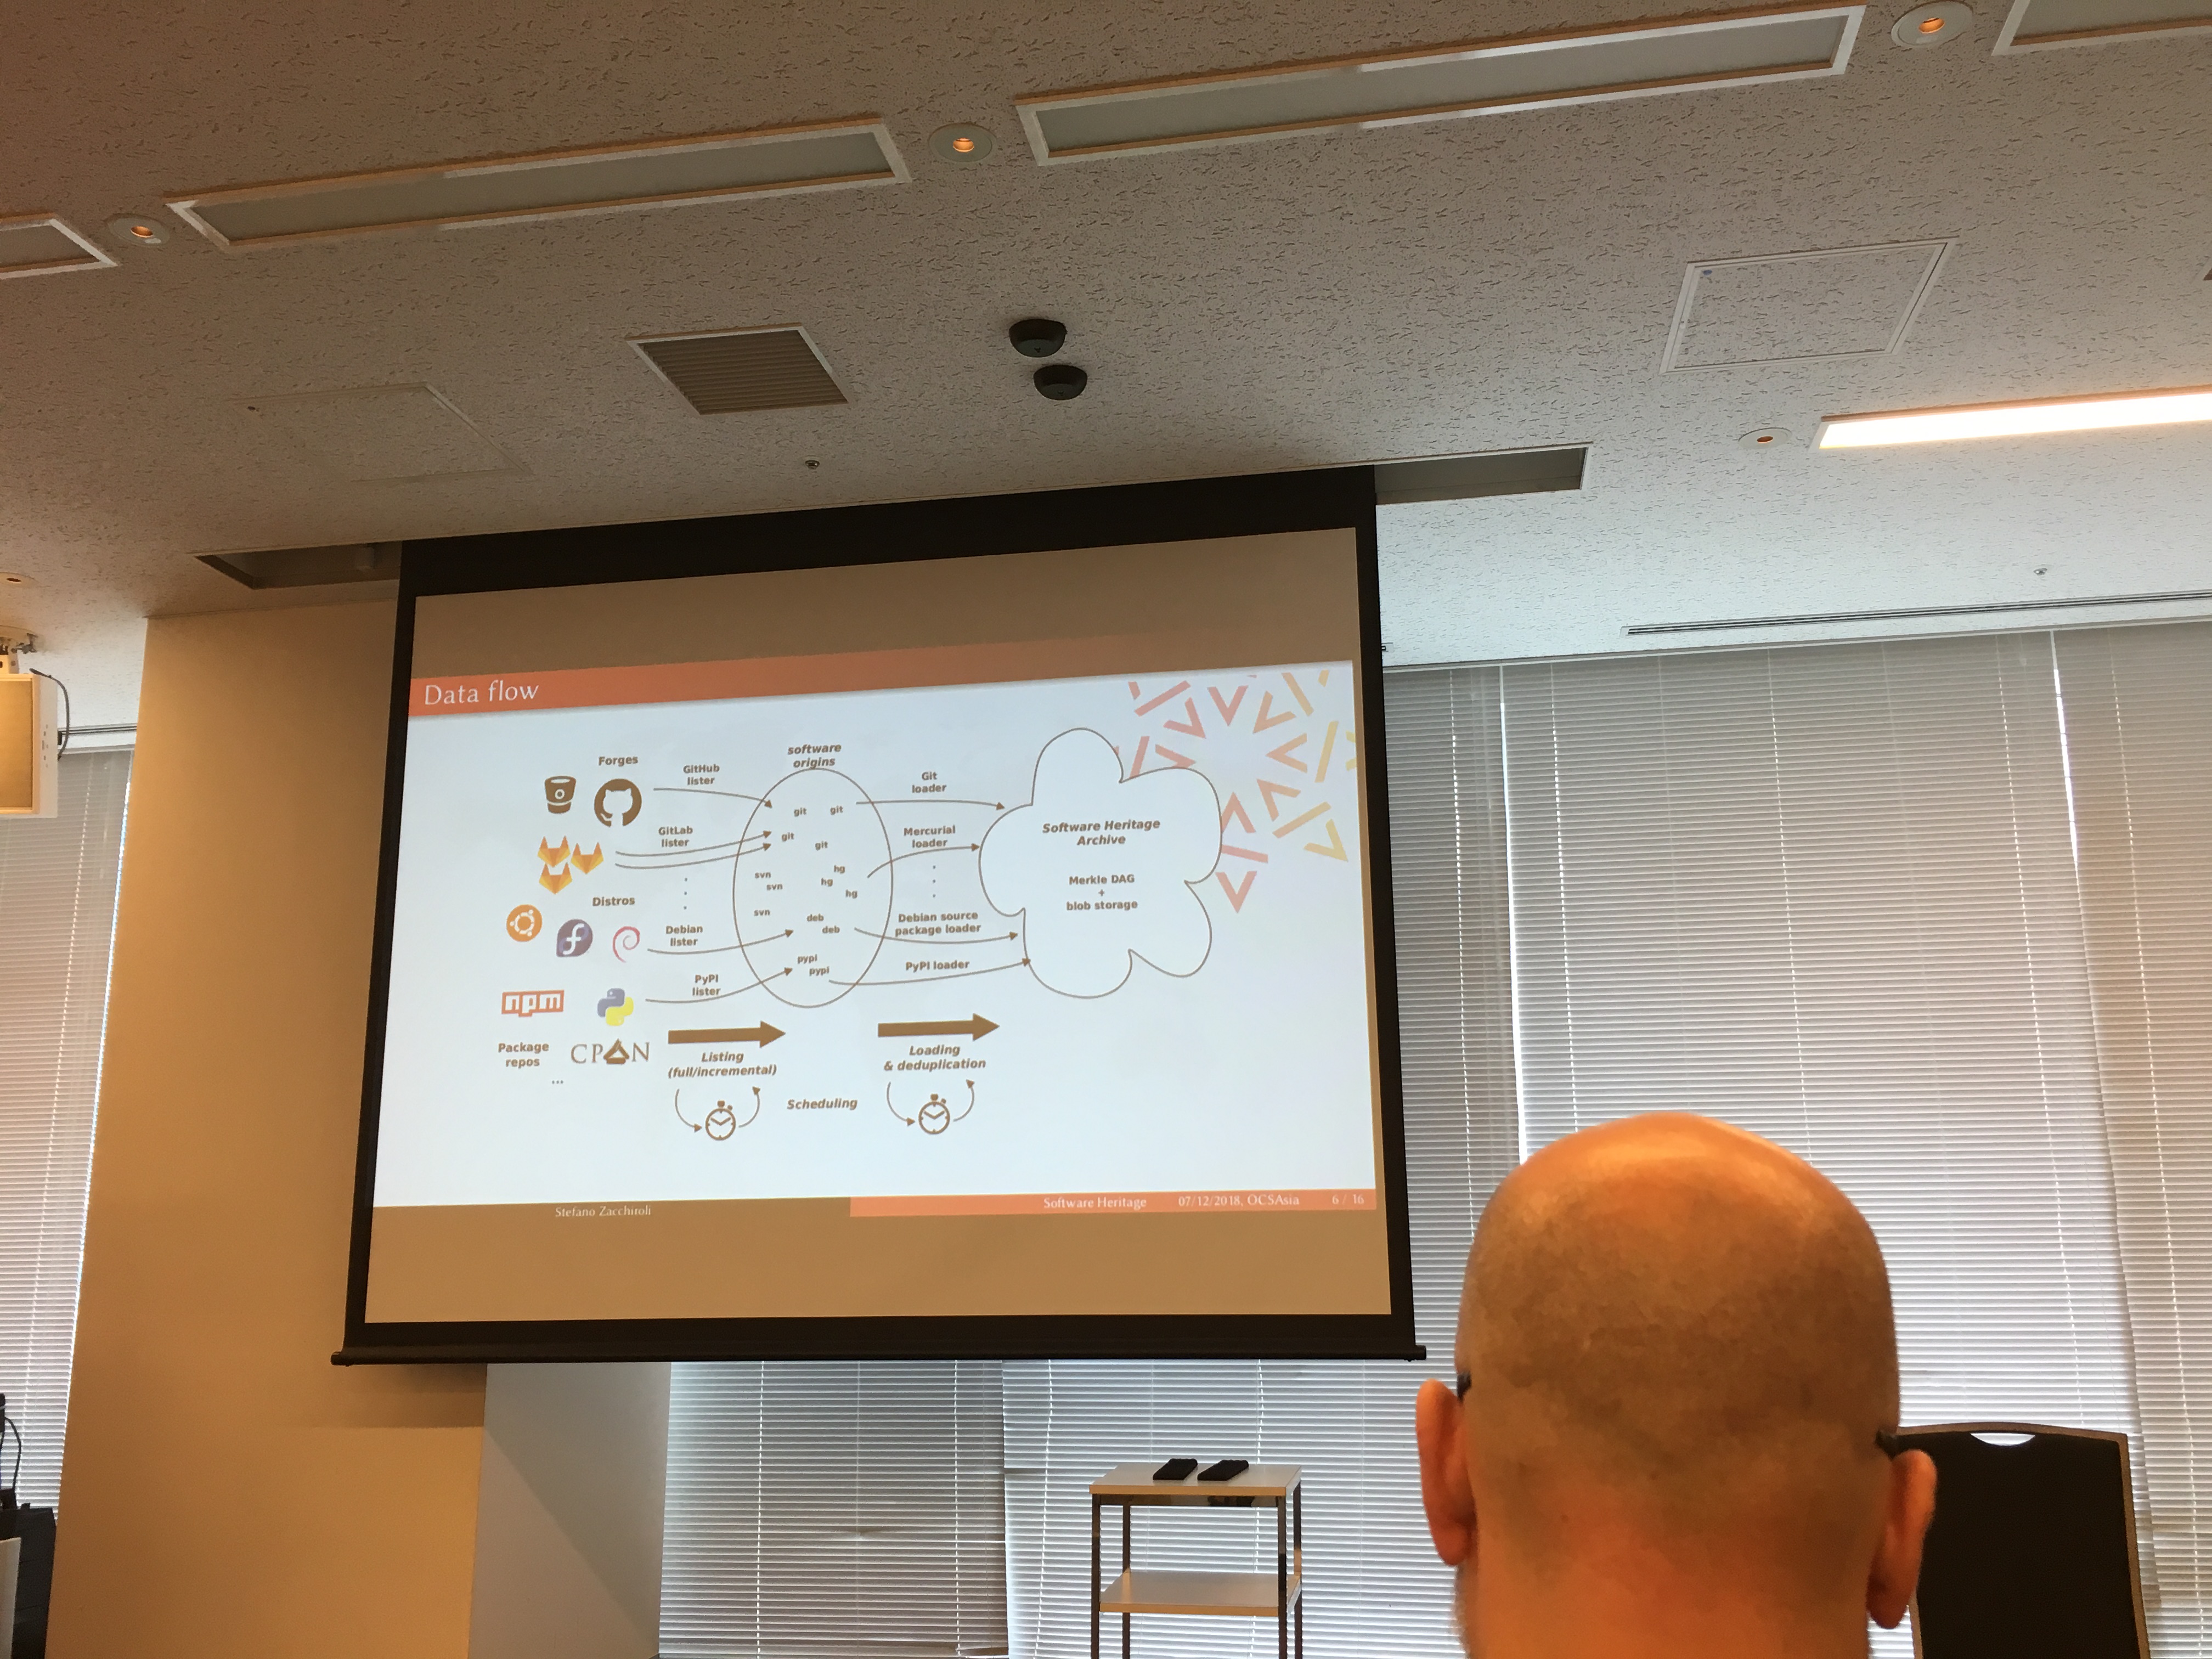 Data flow
Forges
GitHub
lister
software
origins
Git
loader
git git
git
git
GitLab
lister
Mercurial
loader
svn
svn
hg
hg
hg
svn
Software Heritage
Archive
Merkle DAG
+
blob storage
Distros
Debian
lister
deb
deb
Debian source
package loader
PyPI
lister
pypi
pypi
PyPI loader
npm
Package
repos
CPAN
...
Listing
(full/incremental)
Loading
& deduplication
Scheduling
Stefano Zacchiroli
Software Heritage 07/12/2018, OCSAsia 6 / 16